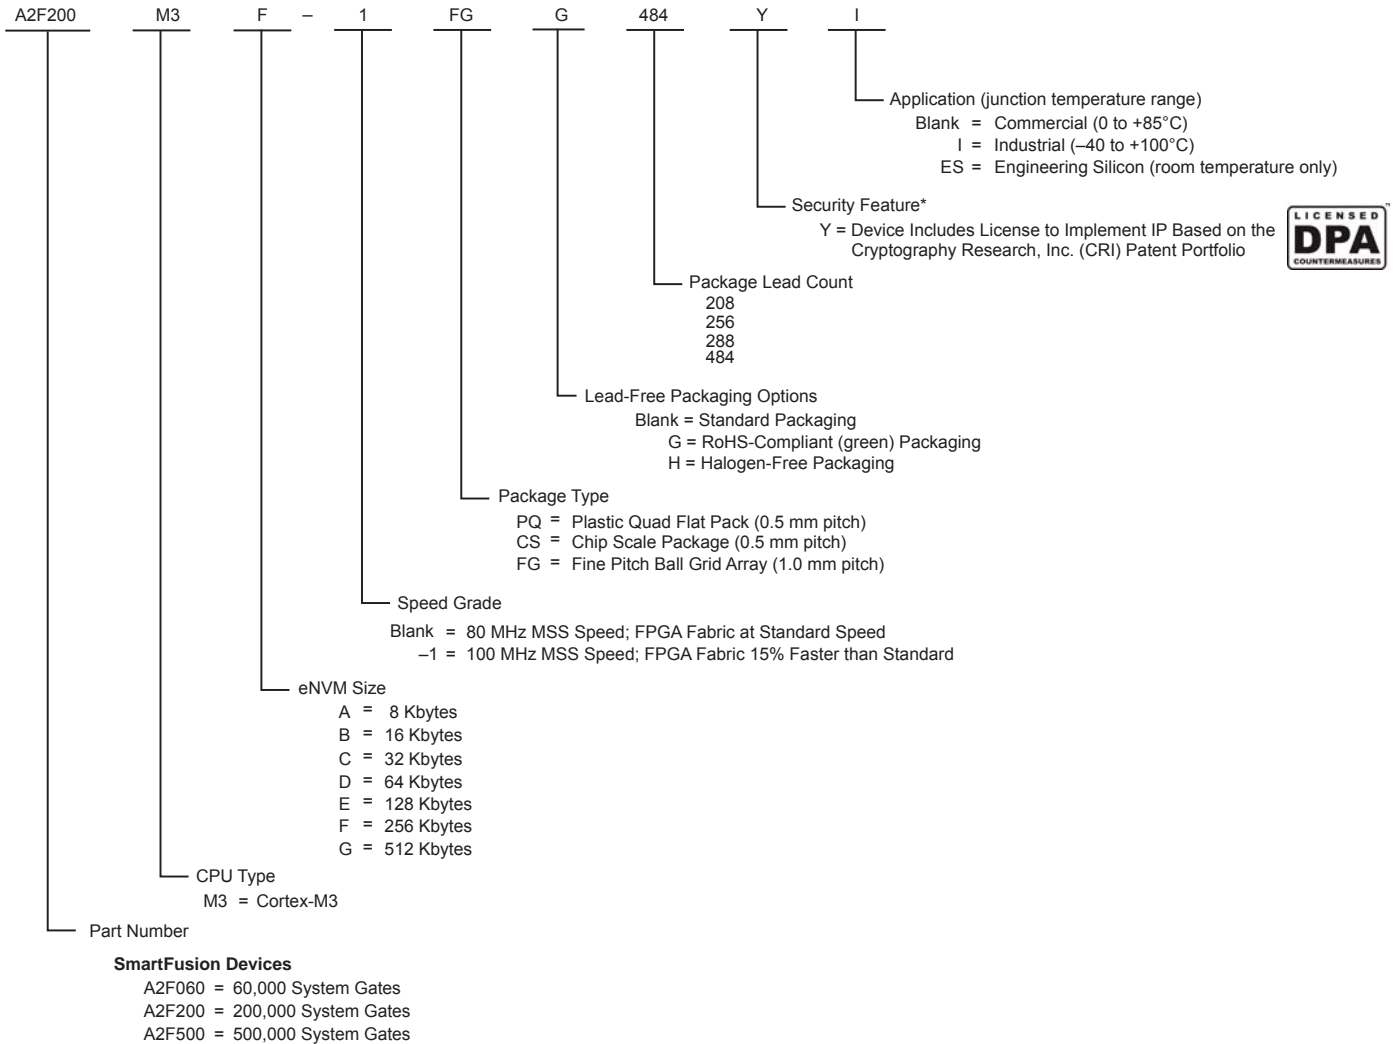 A2F200 M3 F – 1 FG G 484 Y I
Application (junction temperature range)
Blank = Commercial (0 to +85°C)
I = Industrial (–40 to +100°C)
ES = Engineering Silicon (room temperature only)
Security Feature*
Y = Device Includes License to Implement IP Based on the
Cryptography Research, Inc. (CRI) Patent Portfolio
LICENSED
DPA
COUNTERMEASURES
™
Package Lead Count
208
256
288
484
Lead-Free Packaging Options
Blank = Standard Packaging
G = RoHS-Compliant (green) Packaging
H = Halogen-Free Packaging
Package Type
PQ = Plastic Quad Flat Pack (0.5 mm pitch)
CS = Chip Scale Package (0.5 mm pitch)
FG = Fine Pitch Ball Grid Array (1.0 mm pitch)
Speed Grade
Blank = 80 MHz MSS Speed; FPGA Fabric at Standard Speed
–1 = 100 MHz MSS Speed; FPGA Fabric 15% Faster than Standard
eNVM Size
A = 8 Kbytes
B = 16 Kbytes
C = 32 Kbytes
D = 64 Kbytes
E = 128 Kbytes
F = 256 Kbytes
G = 512 Kbytes
CPU Type
M3 = Cortex-M3
Part Number
SmartFusion Devices
A2F060 = 60,000 System Gates
A2F200 = 200,000 System Gates
A2F500 = 500,000 System Gates